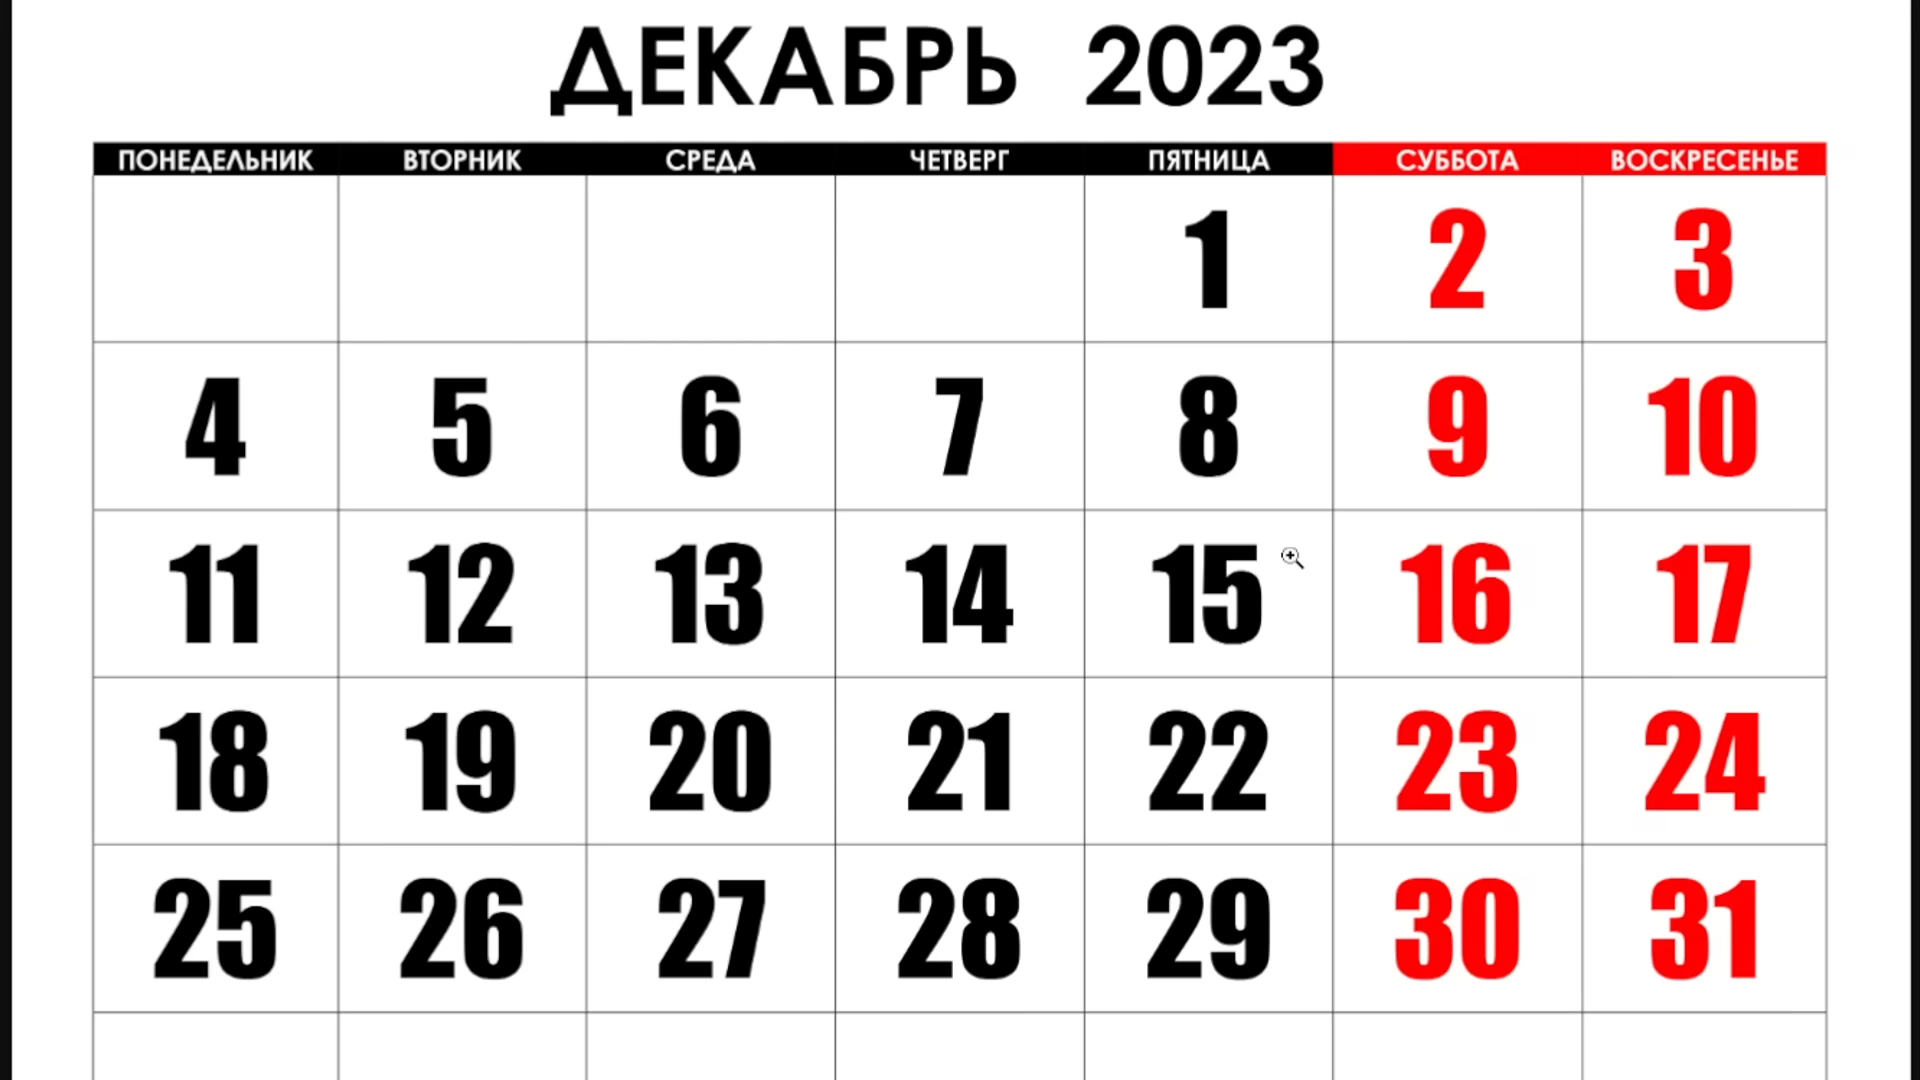 ДЕКАБРЬ 2023
ПОНЕДЕЛЬНИК ВТОРНИК СРЕДА ЧЕТВЕРГ ПЯТНИЦА СУББОТА ВОСКРЕСЕНЬЕ
1 2 3
4 5 6 7 8 9 10
11 12 13 14 15 16 17
18 19 20 21 22 23 24
25 26 27 28 29 30 31